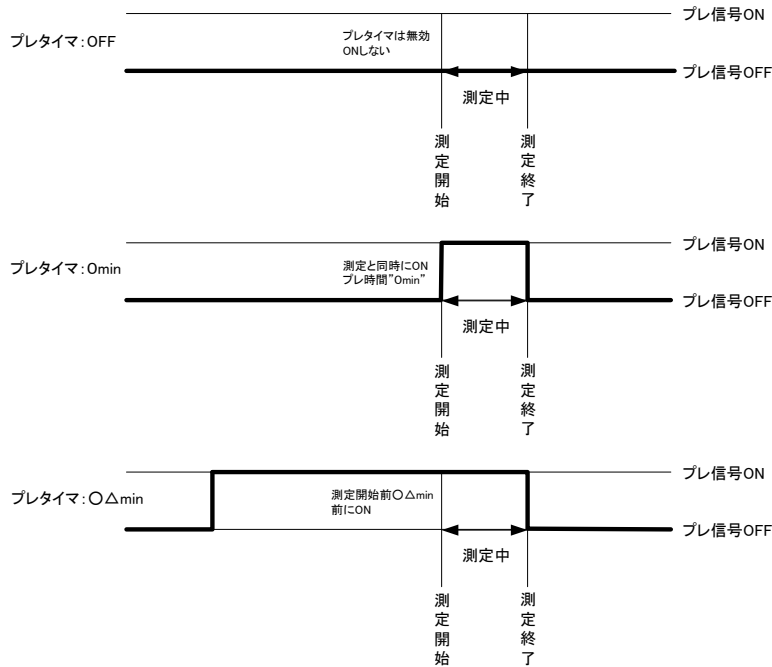 プレ信号ON
プレタイマ：OFF
プレタイマは無効
ONしない
プレ信号OFF
測定中
測定開始
測定終了
プレ信号ON
プレタイマ：0min
測定と同時にON
プレ時間"0min"
プレ信号OFF
測定中
測定開始
測定終了
プレ信号ON
プレタイマ：○△min
測定開始前○△min
前にON
プレ信号OFF
測定中
測定開始
測定終了